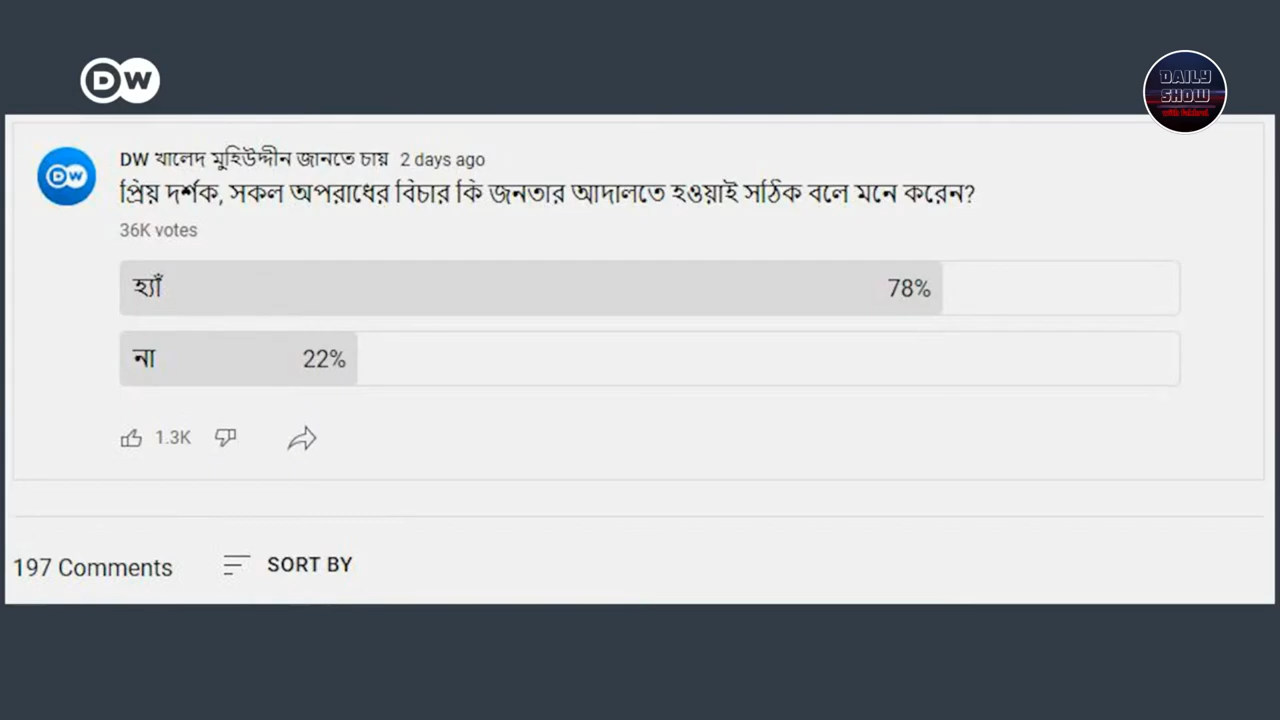 DW
DAILY
SHOW
DW
DW খালেদ মুহিউদ্দীন জানতে চায় 2 days ago
প্রিয় দর্শক, সকল অপরাধের বিচার কি জনতার আদালতে হওয়াই সঠিক বলে মনে করেন?
36K votes
হ্যাঁ 78%
না 22%
1.3K
197 Comments SORT BY